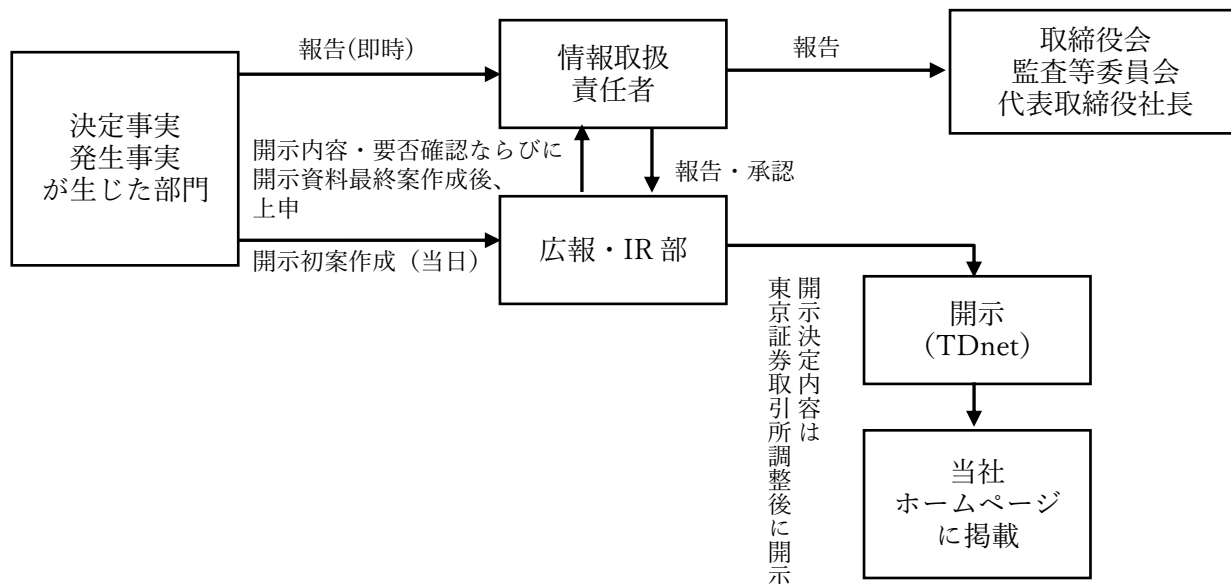 決定事実
発生事実
が生じた部門
報告(即時)
情報取扱
責任者
報告
取締役会
監査等委員会
代表取締役社長
開示内容・要否確認ならびに
開示資料最終案作成後、
上申
報告・承認
開示初案作成（当日）
広報・IR 部
開示決定内容は
東京証券取引所調整後に開示
開示
(TDnet)
当社
ホームページ
に掲載